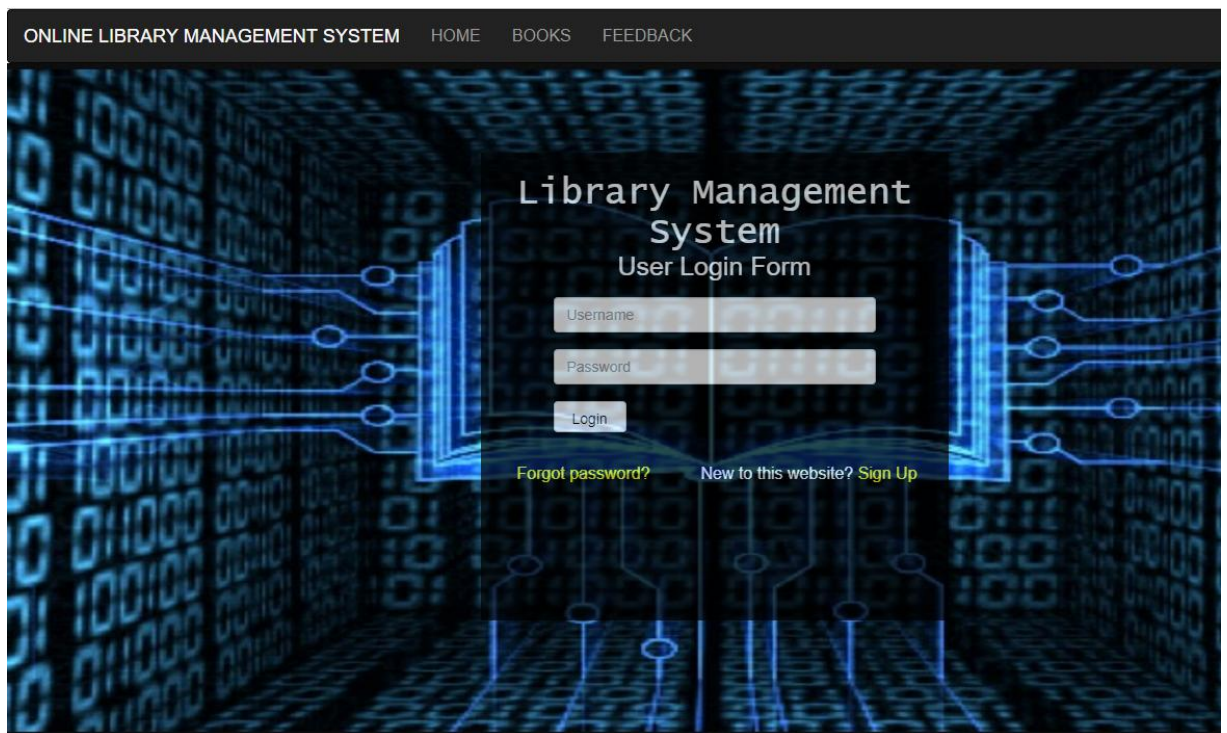 ONLINE LIBRARY MANAGEMENT SYSTEM HOME BOOKS FEEDBACK
Library Management
System
User Login Form
Username
Password
Login
Forgot password? New to this website? Sign Up